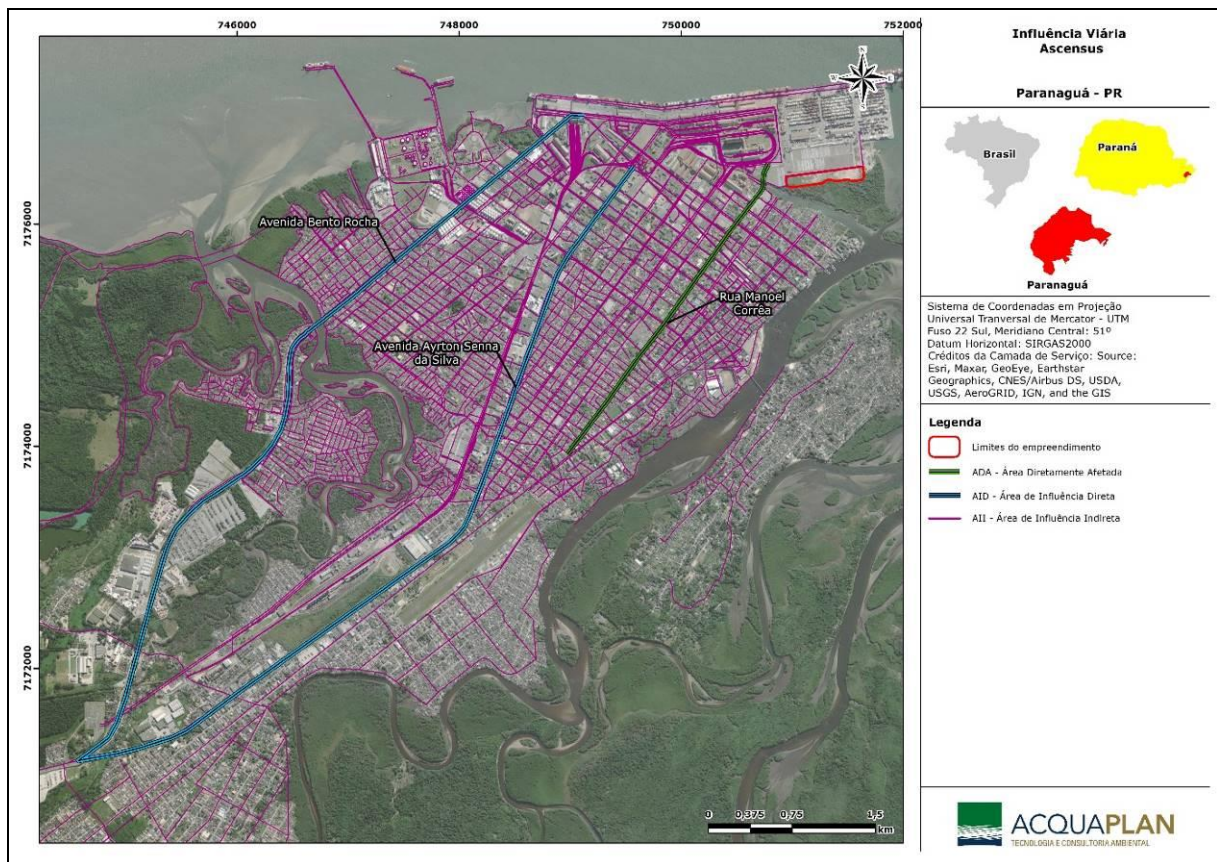 746000
748000
750000
752000
7176000
7174000
7172000
N
W
E
S
Avenida Bento Rocha
Rua Manoel
Corrêa
Avenida Ayrton Senna
da Silva
0
0,375
0,75
1,5
km
Influência Viária
Ascensus
Paranaguá - PR
Brasil
Paraná
Paranaguá
Sistema de Coordenadas em Projeção
Universal Tranversal de Mercator - UTM
Fuso 22 Sul, Meridiano Central: 51º
Datum Horizontal: SIRGAS2000
Créditos da Camada de Serviço: Source:
Esri, Maxar, GeoEye, Earthstar
Geographics, CNES/Airbus DS, USDA,
USGS, AeroGRID, IGN, and the GIS
Legenda
Limites do empreendimento
ADA - Área Diretamente Afetada
AID - Área de Influência Direta
AII - Área de Influência Indireta
ACQUAPLAN
TECNOLOGIA E CONSULTORIA AMBIENTAL